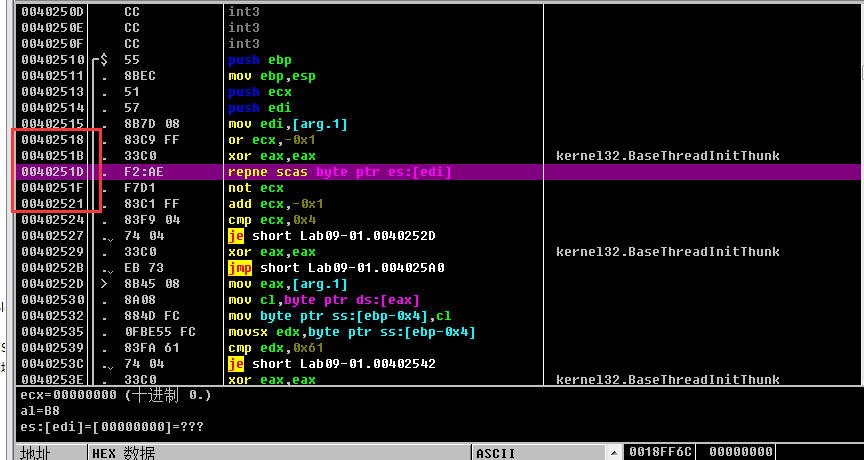 0040250D CC int3
0040250E CC int3
0040250F CC int3
00402510 $ 55 push ebp
00402511 . 8BEC mov ebp,esp
00402513 . 51 push ecx
00402514 . 57 push edi
00402515 . 8B7D 08 mov edi,[arg.1]
00402518 . 83C9 FF or ecx,-0x1
0040251B . 33C0 xor eax,eax kernel32.BaseThreadInitThunk
0040251D . F2:AE repne scas byte ptr es:[edi]
0040251F . F7D1 not ecx
00402521 . 83C1 FF add ecx,-0x1
00402524 . 83F9 04 cmp ecx,0x4
00402527 . 74 04 je short Lab09-01.0040252D
00402529 . 33C0 xor eax,eax kernel32.BaseThreadInitThunk
0040252B . EB 73 jmp short Lab09-01.004025A0
0040252D > 8B45 08 mov eax,[arg.1]
00402530 . 8A08 mov cl,byte ptr ds:[eax]
00402532 . 884D FC mov byte ptr ss:[ebp-0x4],cl
00402535 . 0FBE55 FC movsx edx,byte ptr ss:[ebp-0x4]
00402539 . 83FA 61 cmp edx,0x61
0040253C . 74 04 je short Lab09-01.00402542
0040253E . 33C0 xor eax,eax kernel32.BaseThreadInitThunk
ecx=00000000 (十进制 0.)
al=B8
es:[edi]=[00000000]=???
地址 HEX 数据 ASCII 0018FF6C 00000000